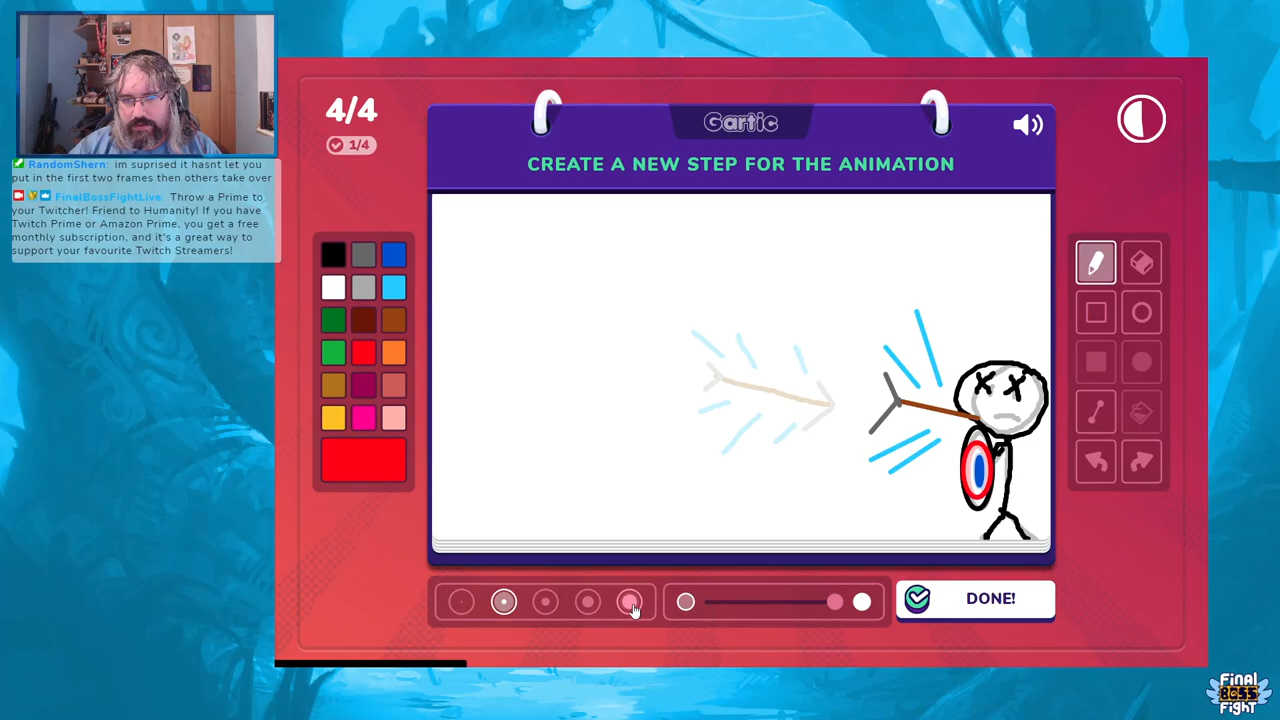 4/4
1/4
Gartic
CREATE A NEW STEP FOR THE ANIMATION
RandomShern: im suprised it hasnt let you
put in the first two frames then others take over
FinalBossFightLive: Throw a Prime to
your Twitcher! Friend to Humanity! If you have
Twitch Prime or Amazon Prime, you get a free
monthly subscription, and it's a great way to
support your favourite Twitch Streamers!
DONE!
FiNAL
BOSS
FiGHT